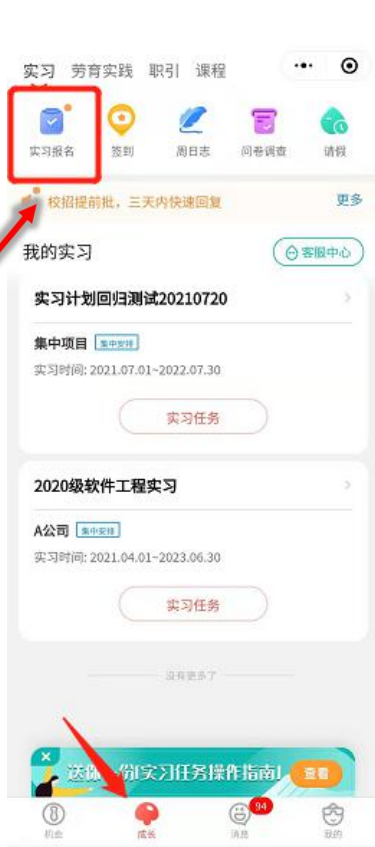 实习 劳育实践 职引 课程
实习报名 签到 周日志 问卷调查 请假
校招提前批，三天内快速回复 更多
我的实习 客服中心
实习计划回归测试20210720
集中项目 集中安排
实习时间: 2021.07.01~2022.07.30
实习任务
2020级软件工程实习
A公司 集中安排
实习时间: 2021.04.01~2023.06.30
实习任务
没有更多了
送你一份实习任务操作指南! 查看
94
机会 成长 消息 我的